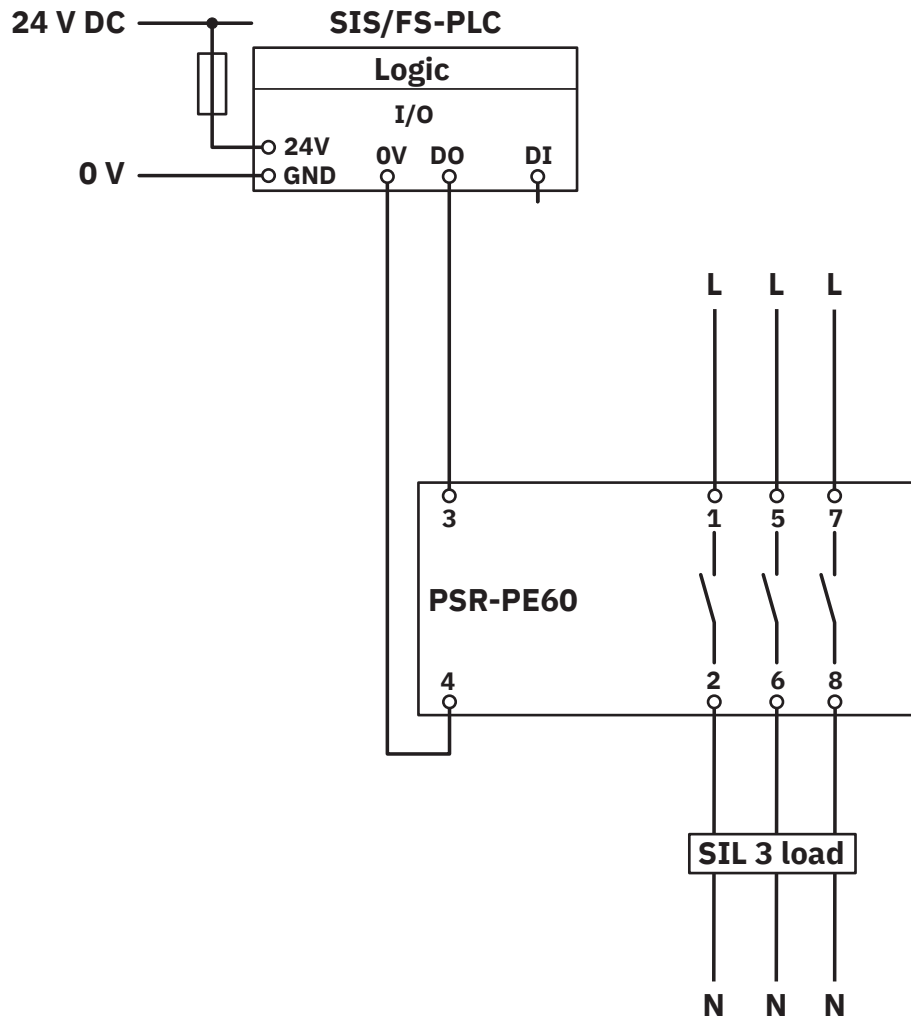 24 V DC
SIS/FS-PLC
Logic
I/O
24V
0V DO DI
0 V
GND
L L L
3 1 5 7
PSR-PE60
4 2 6 8
SIL 3 load
N N N